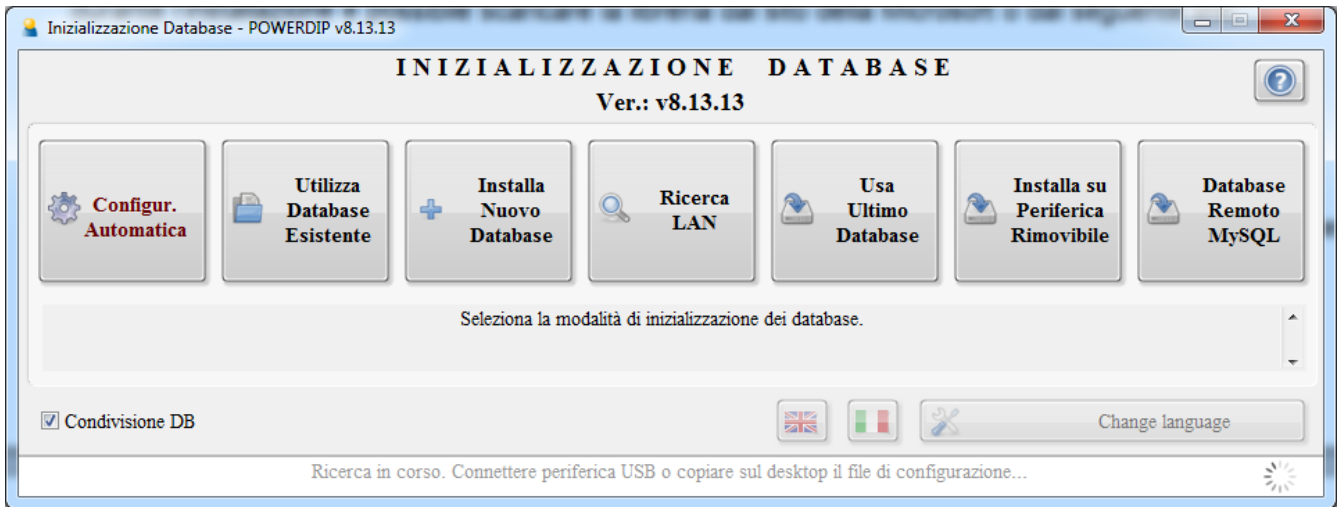 Inizializzazione Database - POWERDIP v8.13.13
INIZIALIZZAZIONE DATABASE
Ver.: v8.13.13
Configur.
Automatica
Utilizza
Database
Esistente
Installa
Nuovo
Database
Ricerca
LAN
Usa
Ultimo
Database
Installa su
Periferica
Rimovibile
Database
Remoto
MySQL
Seleziona la modalità di inizializzazione dei database.
Condivisione DB
Change language
Ricerca in corso. Connettere periferica USB o copiare sul desktop il file di configurazione...